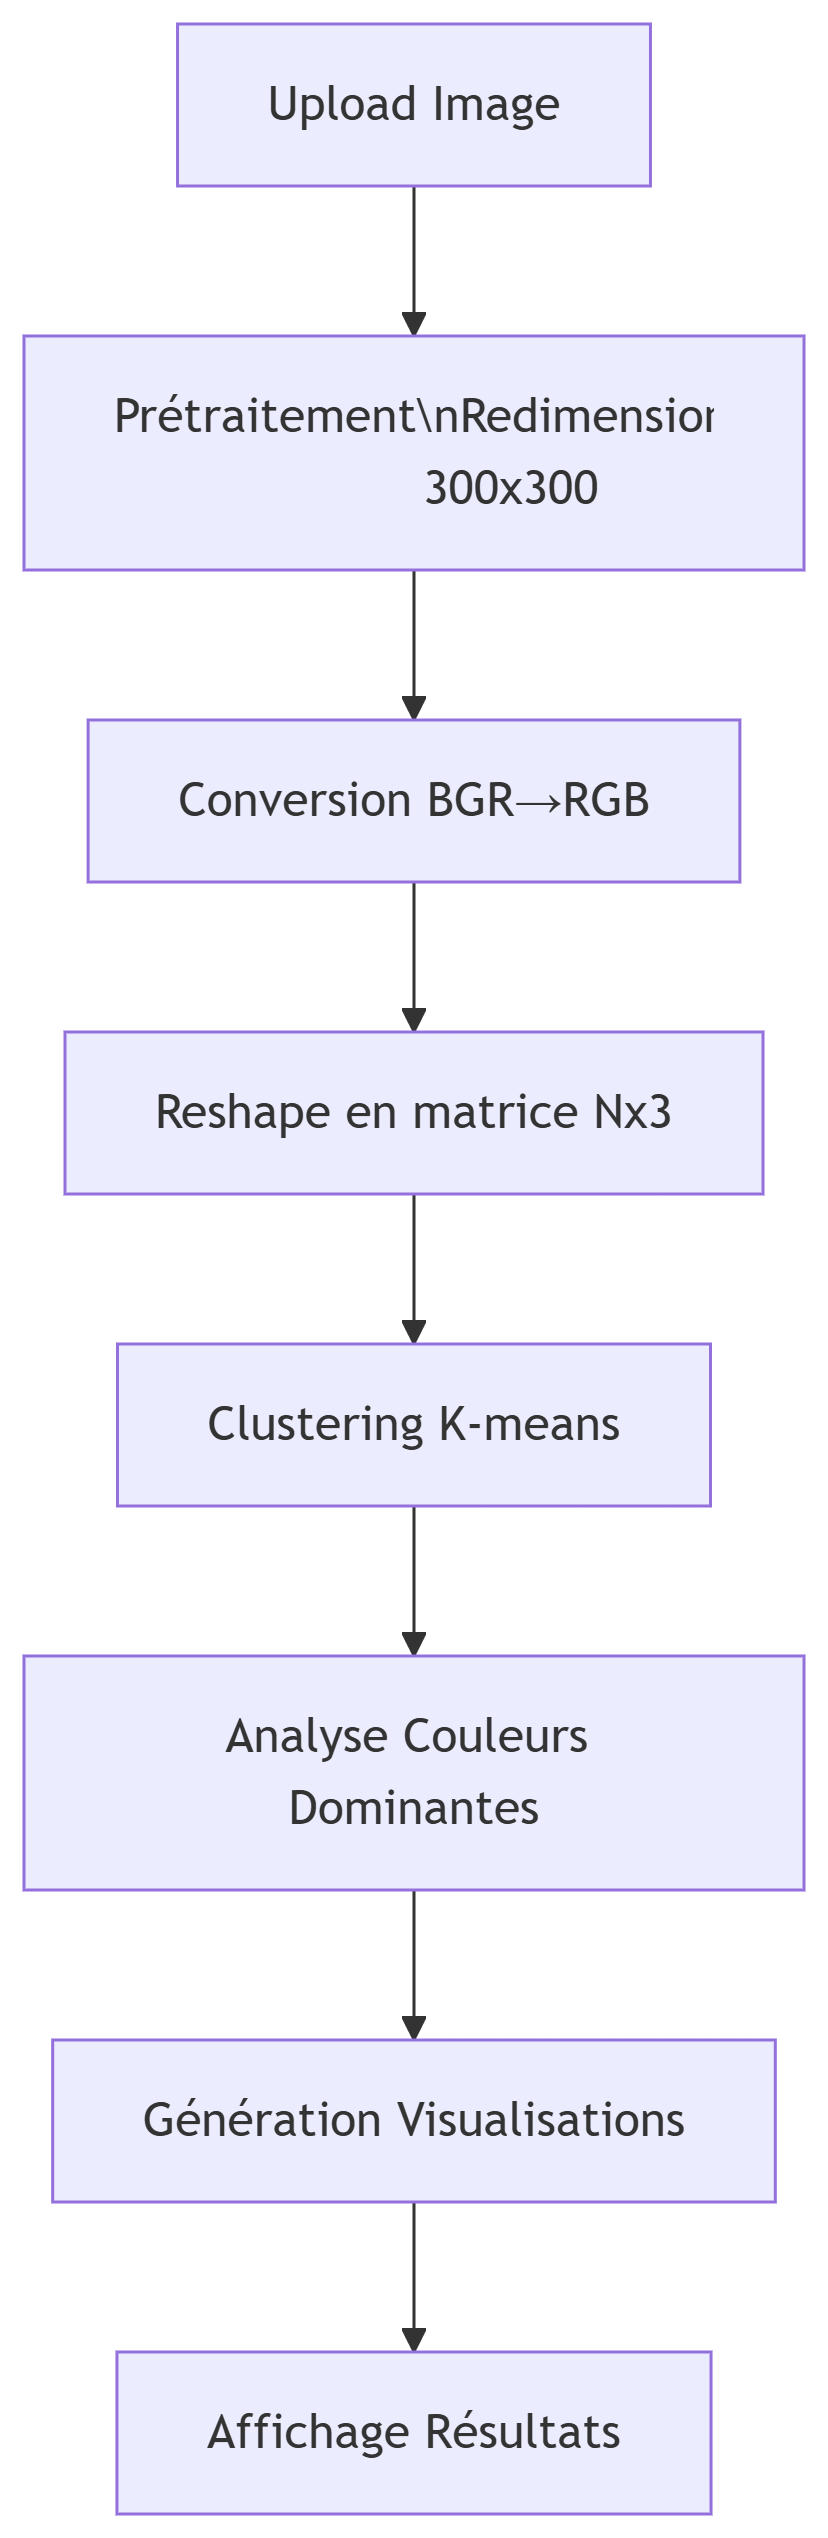 Upload Image
Prétraitement\nRedimension
300x300
Conversion BGR→RGB
Reshape en matrice Nx3
Clustering K-means
Analyse Couleurs
Dominantes
Génération Visualisations
Affichage Résultats